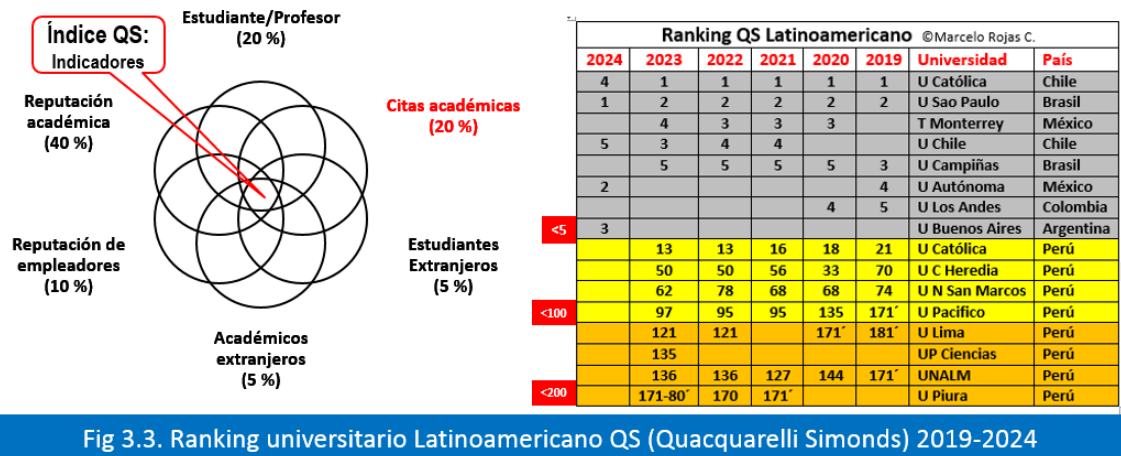 Estudiante/Profesor
(20 %)
Índice QS:
Indicadores
Reputación
académica
(40 %)
Citas académicas
(20 %)
Reputación de
empleadores
(10 %)
Estudiantes
Extranjeros
(5 %)
Académicos
extranjeros
(5 %)
Ranking QS Latinoamericano ©Marcelo Rojas C.
2024 2023 2022 2021 2020 2019 Universidad País
4 1 1 1 1 1 U Católica Chile
1 2 2 2 2 2 U Sao Paulo Brasil
4 3 3 3 T Monterrey México
5 3 4 4 U Chile Chile
5 5 5 5 3 U Campiñas Brasil
2 4 U Autónoma México
4 5 U Los Andes Colombia
<5 3 U Buenos Aires Argentina
13 13 16 18 21 U Católica Perú
50 50 56 33 70 U C Heredia Perú
62 78 68 68 74 U N San Marcos Perú
<100 97 95 95 135 171´ U Pacifico Perú
121 121 171´ 181´ U Lima Perú
135 UP Ciencias Perú
136 136 127 144 171´ UNALM Perú
<200 171-80´ 170 171´ U Piura Perú
Fig 3.3. Ranking universitario Latinoamericano QS (Quacquarelli Simonds) 2019-2024